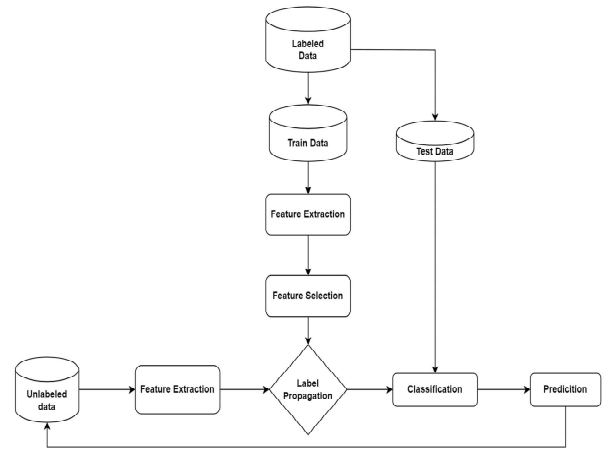 Labeled
Data
Train Data
Test Data
Feature Extraction
Feature Selection
Unlabeled
data
Feature Extraction
Label
Propagation
Classification
Predicition